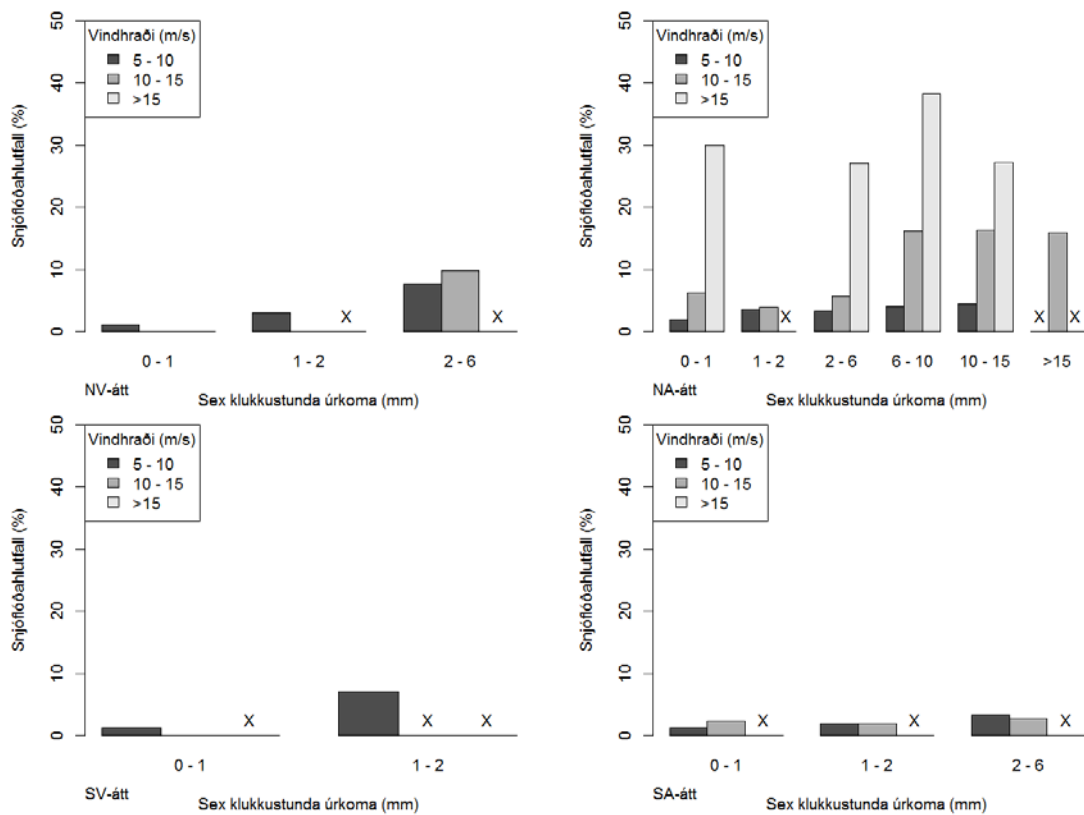 Snjóflóðahlutfall (%)
50
40
30
20
10
0
Vindhraði (m/s)
5 - 10
10 - 15
>15
X
X
0 - 1
1 - 2
2 - 6
NV-átt
Sex klukkustunda úrkoma (mm)
Snjóflóðahlutfall (%)
50
40
30
20
10
0
Vindhraði (m/s)
5 - 10
10 - 15
>15
X
X
X
0 - 1
1 - 2
2 - 6
6 - 10
10 - 15
>15
NA-átt
Sex klukkustunda úrkoma (mm)
Snjóflóðahlutfall (%)
50
40
30
20
10
0
Vindhraði (m/s)
5 - 10
10 - 15
>15
X
X
X
0 - 1
1 - 2
SV-átt
Sex klukkustunda úrkoma (mm)
Snjóflóðahlutfall (%)
50
40
30
20
10
0
Vindhraði (m/s)
5 - 10
10 - 15
>15
X
X
X
0 - 1
1 - 2
2 - 6
SA-átt
Sex klukkustunda úrkoma (mm)